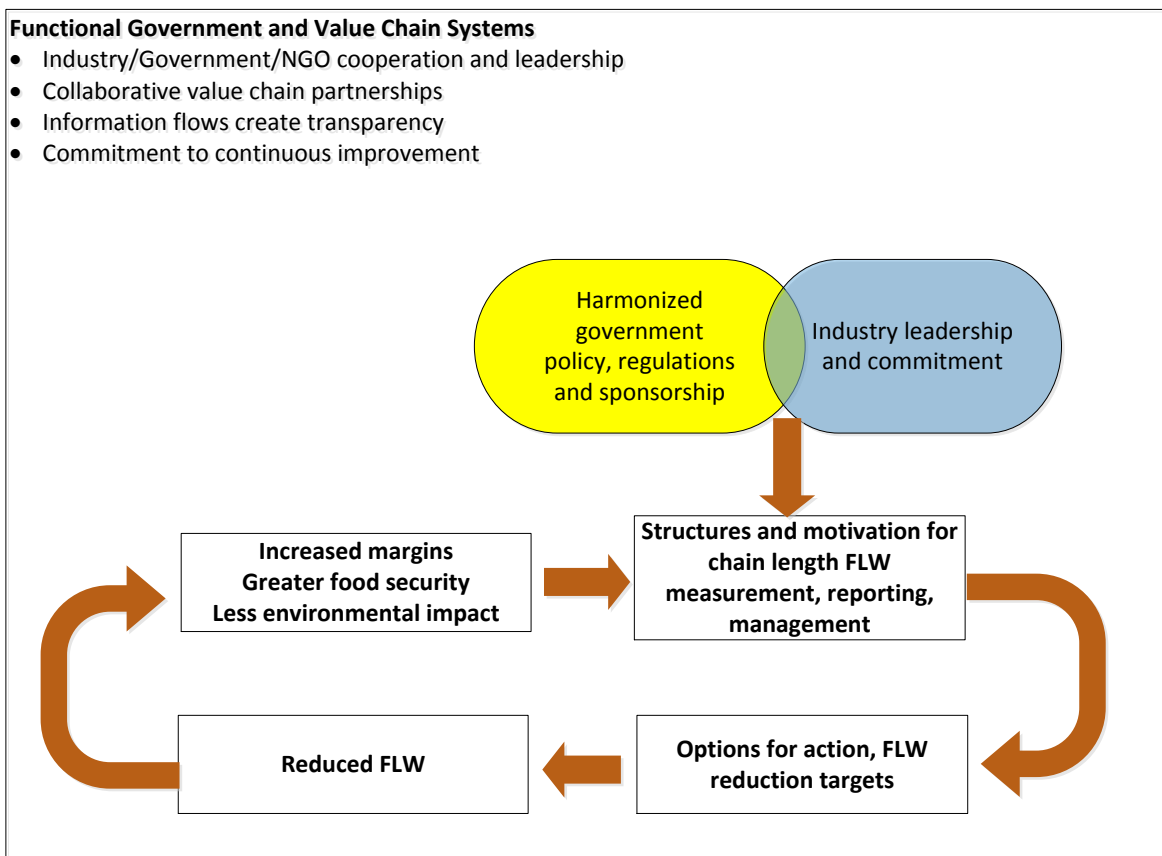 Functional Government and Value Chain Systems
• Industry/Government/NGO cooperation and leadership
• Collaborative value chain partnerships
• Information flows create transparency
• Commitment to continuous improvement
Harmonized
government
policy, regulations
and sponsorship
Industry leadership
and commitment
Increased margins
Greater food security
Less environmental impact
Structures and motivation for
chain length FLW
measurement, reporting,
management
Reduced FLW
Options for action, FLW
reduction targets